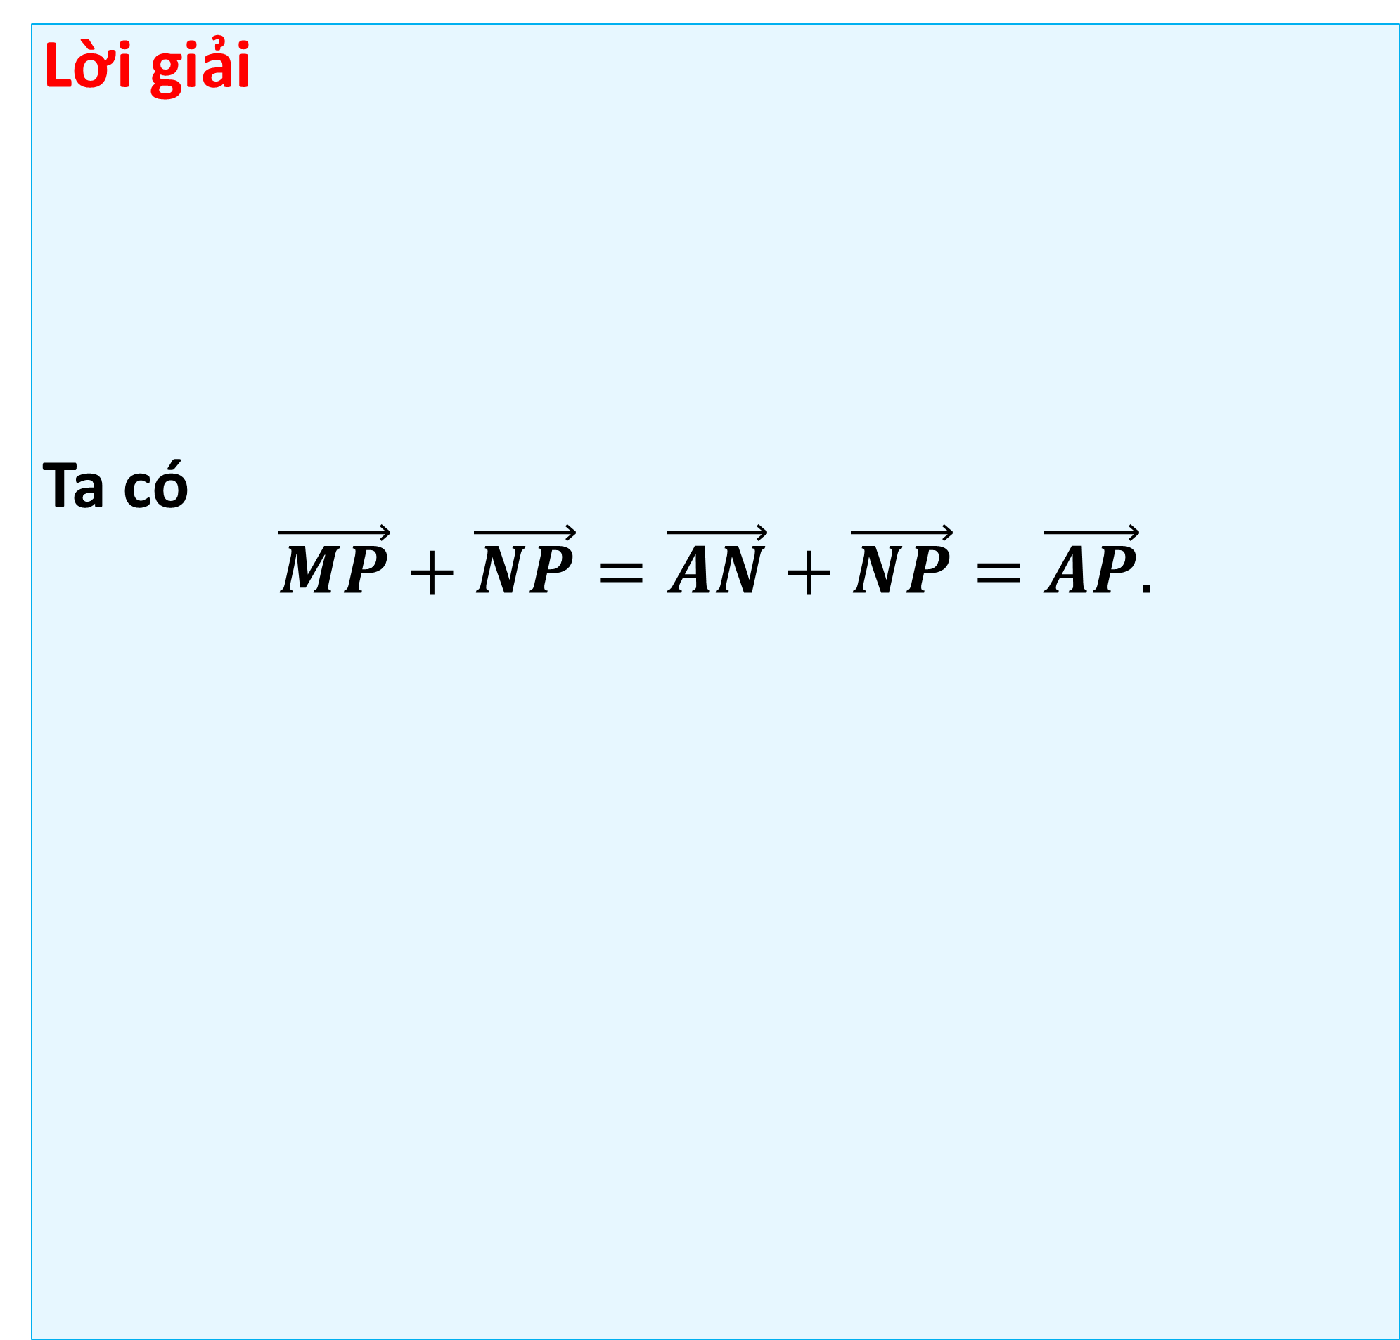 Lời giải
Ta có
$\overrightarrow{MP} + \overrightarrow{NP} = \overrightarrow{AN} + \overrightarrow{NP} = \overrightarrow{AP}.$